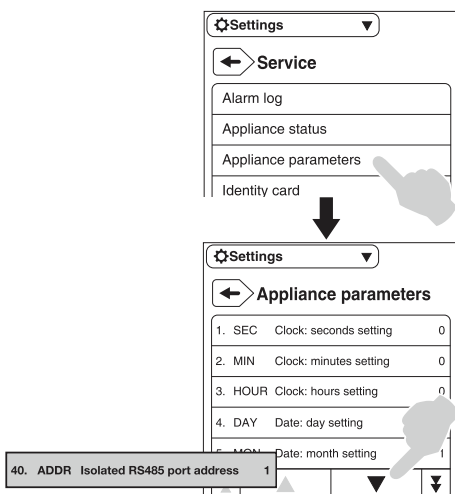 Settings
Service
Alarm log
Appliance status
Appliance parameters
Identity card
Settings
Appliance parameters
1. SEC Clock: seconds setting 0
2. MIN Clock: minutes setting 0
3. HOUR Clock: hours setting 0
4. DAY Date: day setting
5. MON Date: month setting 1
40. ADDR Isolated RS485 port address 1